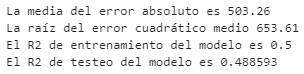 La media del error absoluto es 503.26
La raíz del error cuadrático medio 653.61
El R2 de entrenamiento del modelo es 0.5
El R2 de testeo del modelo es 0.488593